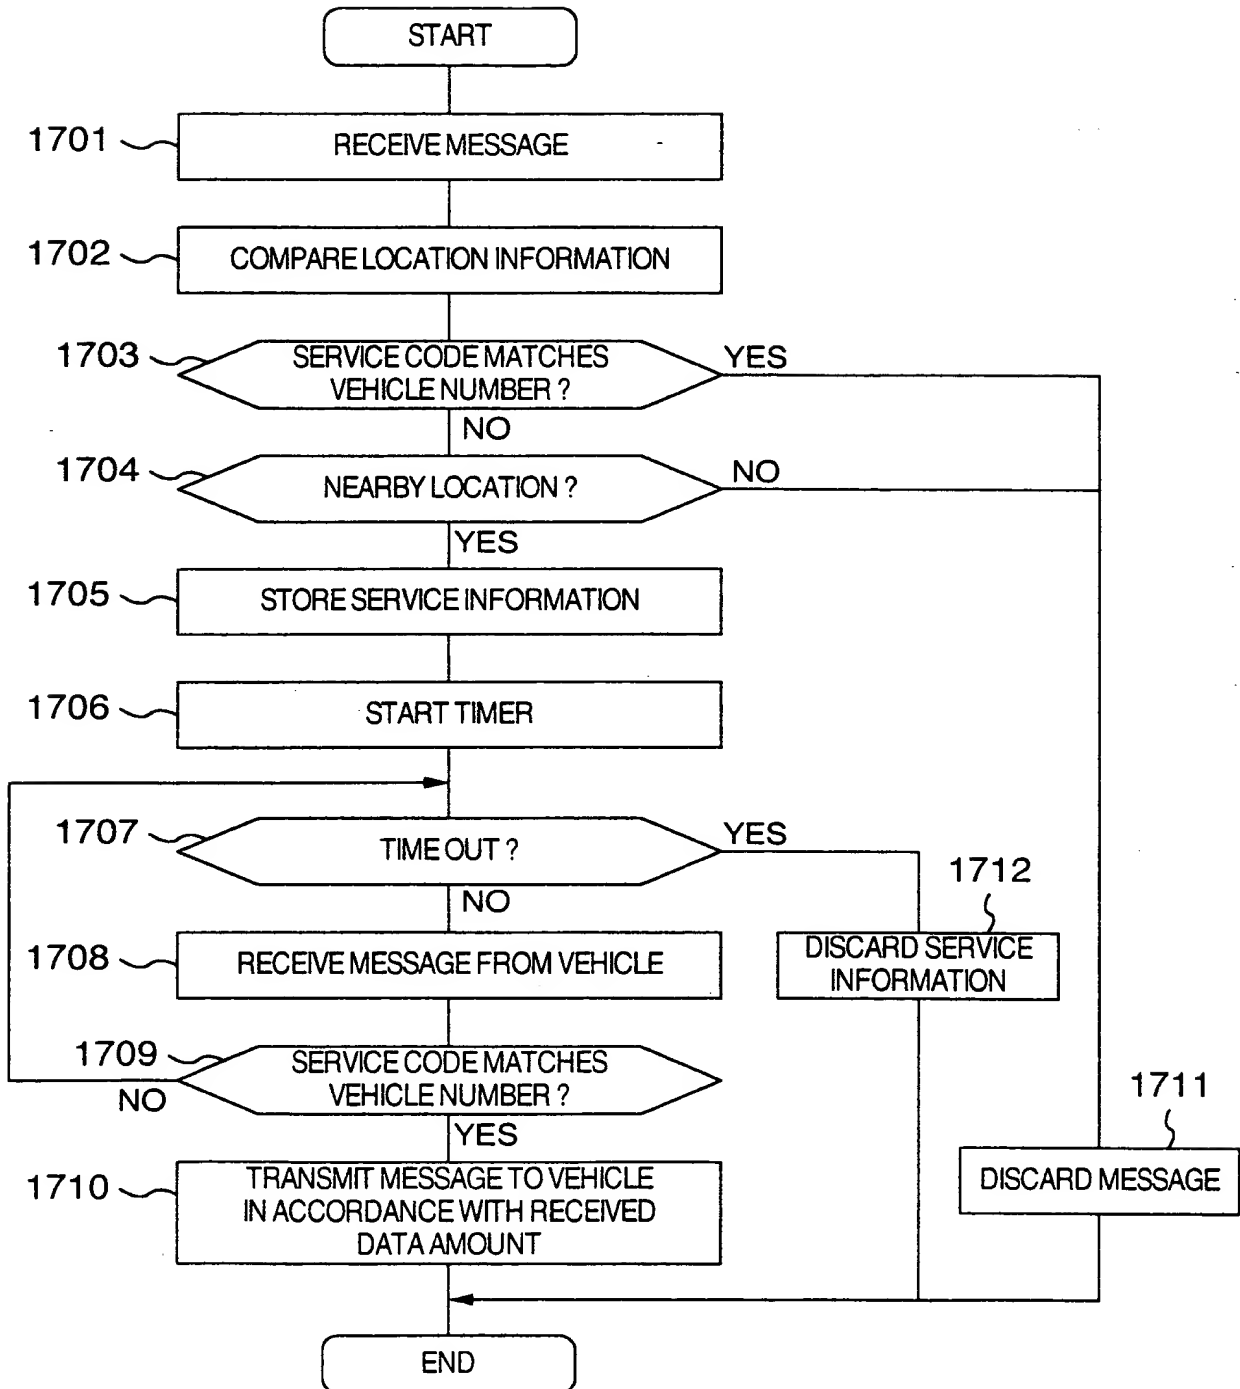 START
1701
RECEIVE MESSAGE
1702
COMPARE LOCATION INFORMATION
1703
SERVICE CODE MATCHES
VEHICLE NUMBER ?
YES
NO
1704
NEARBY LOCATION ?
NO
YES
1705
STORE SERVICE INFORMATION
1706
START TIMER
1707
TIME OUT ?
YES
NO
1712
DISCARD SERVICE
INFORMATION
1708
RECEIVE MESSAGE FROM VEHICLE
1709
SERVICE CODE MATCHES
VEHICLE NUMBER ?
NO
YES
1711
DISCARD MESSAGE
1710
TRANSMIT MESSAGE TO VEHICLE
IN ACCORDANCE WITH RECEIVED
DATA AMOUNT
END